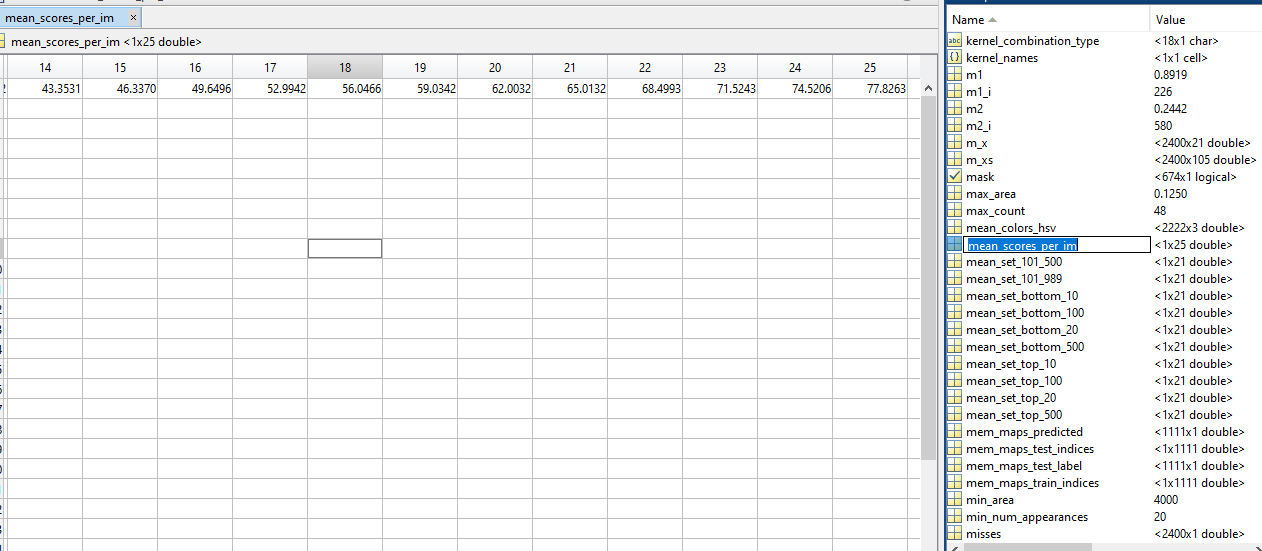 mean_scores_per_im ×
mean_scores_per_im <1x25 double>
14 15 16 17 18 19 20 21 22 23 24 25
43.3531 46.3370 49.6496 52.9942 56.0466 59.0342 62.0032 65.0132 68.4993 71.5243 74.5206 77.8263
Name Value
kernel_combination_type <18x1 char>
kernel_names <1x1 cell>
m1 0.8919
m1_i 226
m2 0.2442
m2_i 580
m_x <2400x21 double>
m_xs <2400x105 double>
mask <674x1 logical>
max_area 0.1250
max_count 48
mean_colors_hsv <2222x3 double>
mean_scores_per_im <1x25 double>
mean_set_101_500 <1x21 double>
mean_set_101_989 <1x21 double>
mean_set_bottom_10 <1x21 double>
mean_set_bottom_100 <1x21 double>
mean_set_bottom_20 <1x21 double>
mean_set_bottom_500 <1x21 double>
mean_set_top_10 <1x21 double>
mean_set_top_100 <1x21 double>
mean_set_top_20 <1x21 double>
mean_set_top_500 <1x21 double>
mem_maps_predicted <1111x1 double>
mem_maps_test_indices <1x1111 double>
mem_maps_test_label <1111x1 double>
mem_maps_train_indices <1x1111 double>
min_area 4000
min_num_appearances 20
misses <2400x1 double>